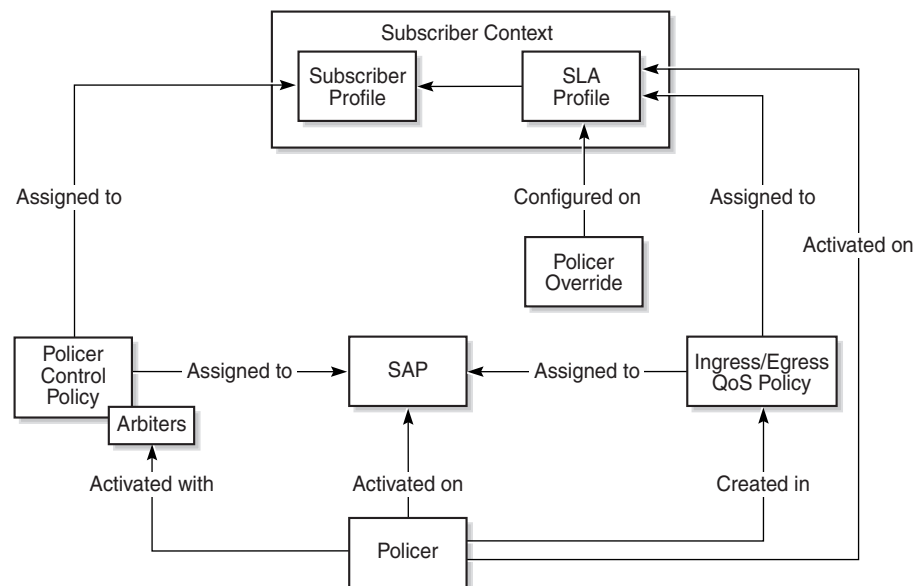 Subscriber Context
Subscriber
Profile
SLA
Profile
Assigned to
Configured on
Assigned to
Activated on
Policer
Override
Policer
Control
Policy
Assigned to
SAP
Assigned to
Ingress/Egress
QoS Policy
Arbiters
Activated with
Activated on
Created in
Policer